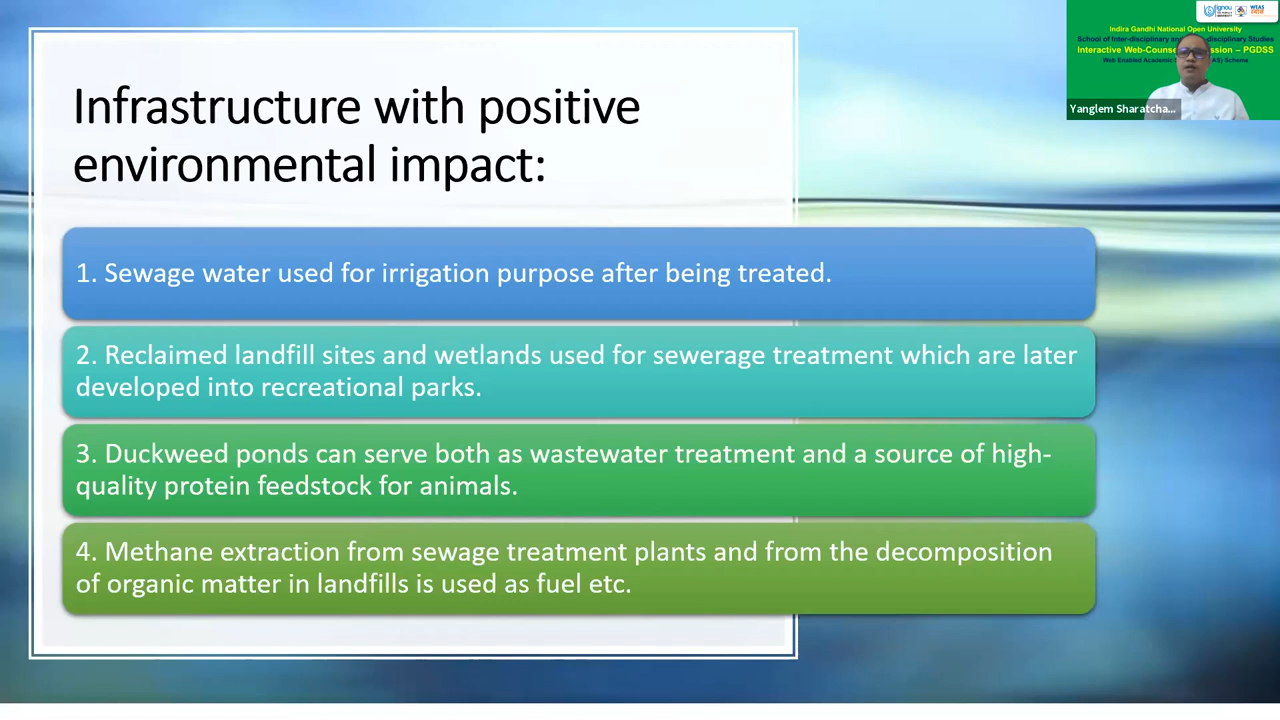 Infrastructure with positive
environmental impact:
1. Sewage water used for irrigation purpose after being treated.
2. Reclaimed landfill sites and wetlands used for sewerage treatment which are later
developed into recreational parks.
3. Duckweed ponds can serve both as wastewater treatment and a source of high-
quality protein feedstock for animals.
4. Methane extraction from sewage treatment plants and from the decomposition
of organic matter in landfills is used as fuel etc.
ignou
WEAS
Indira Gandhi National Open University
School of Inter-disciplinary and disciplinary Studies
Interactive Web-Couns ssion – PGDSS
Web Enabled Academic AS) Scheme
Yanglem Sharatcha...